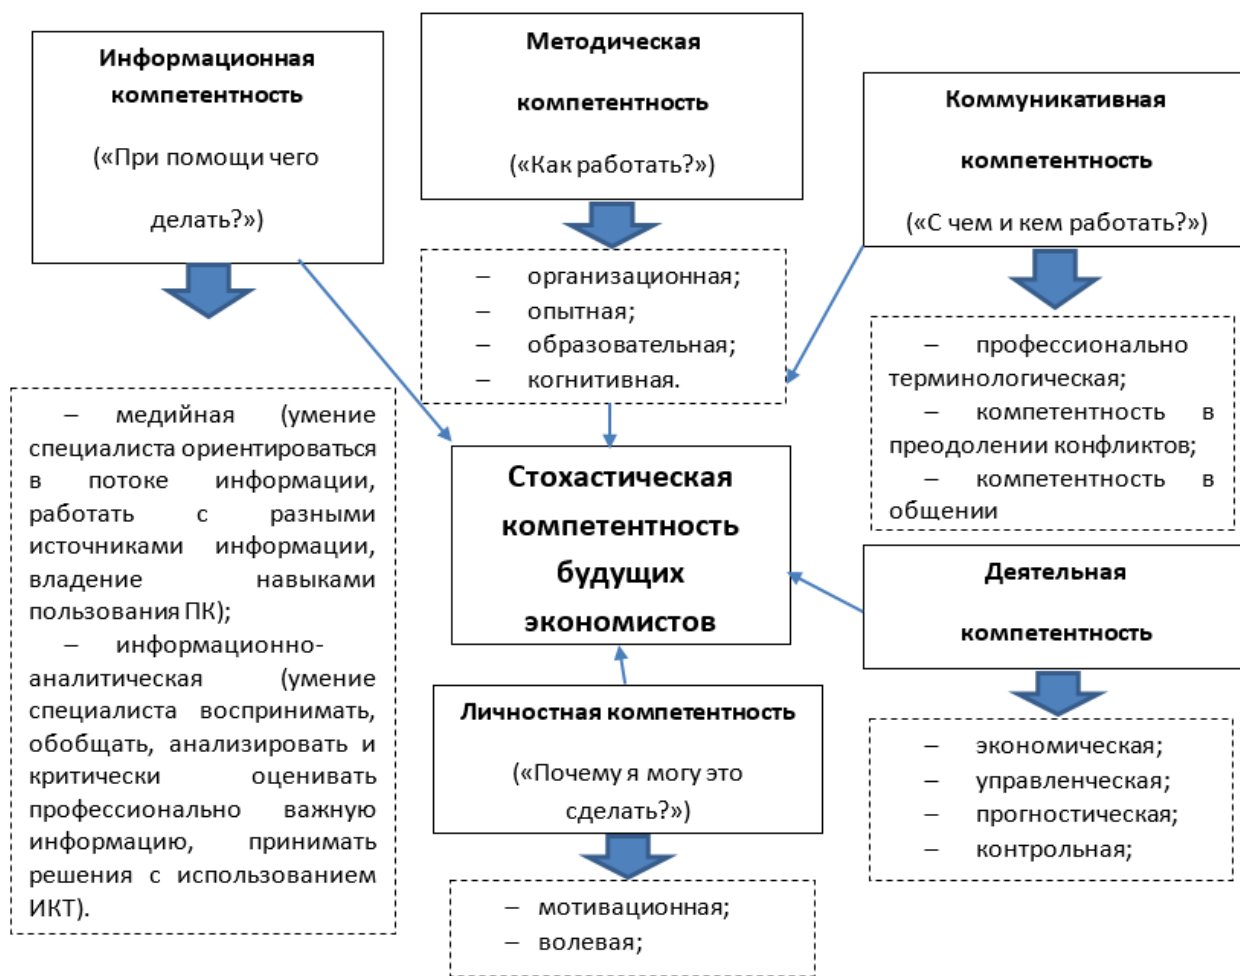 Информационная
компетентность
(«При помощи чего
делать?»)
Методическая
компетентность
(«Как работать?»)
Коммуникативная
компетентность
(«С чем и кем работать?»)
– организационная;
– опытная;
– образовательная;
– когнитивная.
– профессионально
терминологическая;
– компетентность в
преодолении конфликтов;
– компетентность в
общении
– медийная (умение
специалиста ориентироваться
в потоке информации,
работать с разными
источниками информации,
владение навыками
пользования ПК);
– информационно-
аналитическая (умение
специалиста воспринимать,
обобщать, анализировать и
критически оценивать
профессионально важную
информацию, принимать
решения с использованием
ИКТ).
Стохастическая
компетентность
будущих
экономистов
Деятельная
компетентность
Личностная компетентность
(«Почему я могу это
сделать?»)
– экономическая;
– управленческая;
– прогностическая;
– контрольная;
– мотивационная;
– волевая;